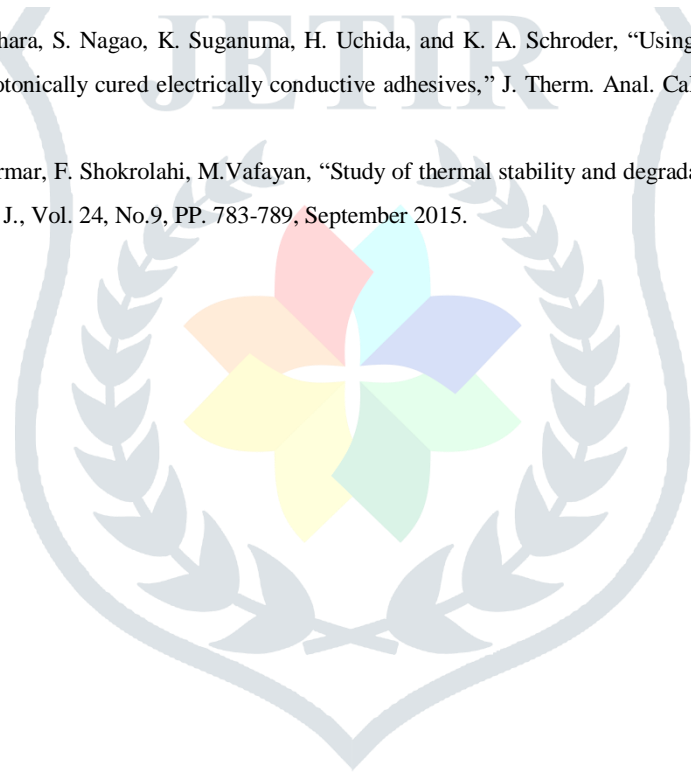 JETIR
hara, S. Nagao, K. Suganuma, H. Uchida, and K. A. Schroder, “Using
otonically cured electrically conductive adhesives,” J. Therm. Anal. Cal
rmar, F. Shokrolahi, M.Vafayan, “Study of thermal stability and degrada
J., Vol. 24, No.9, PP. 783-789, September 2015.